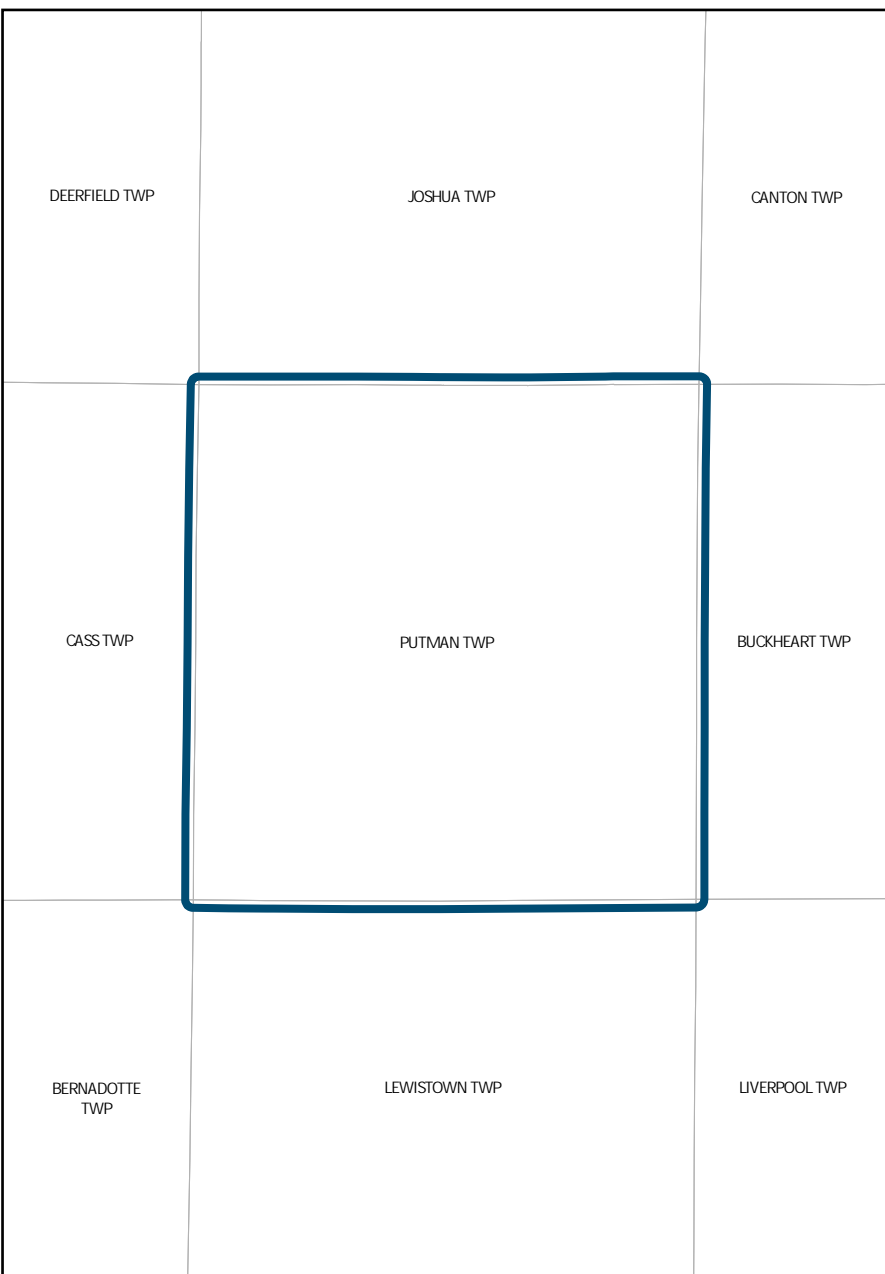 DEERFIELD TWP
JOSHUA TWP
CANTON TWP
CASS TWP
PUTMAN TWP
BUCKHEART TWP
BERNADOTTE
TWP
LEWISTOWN TWP
LIVERPOOL TWP